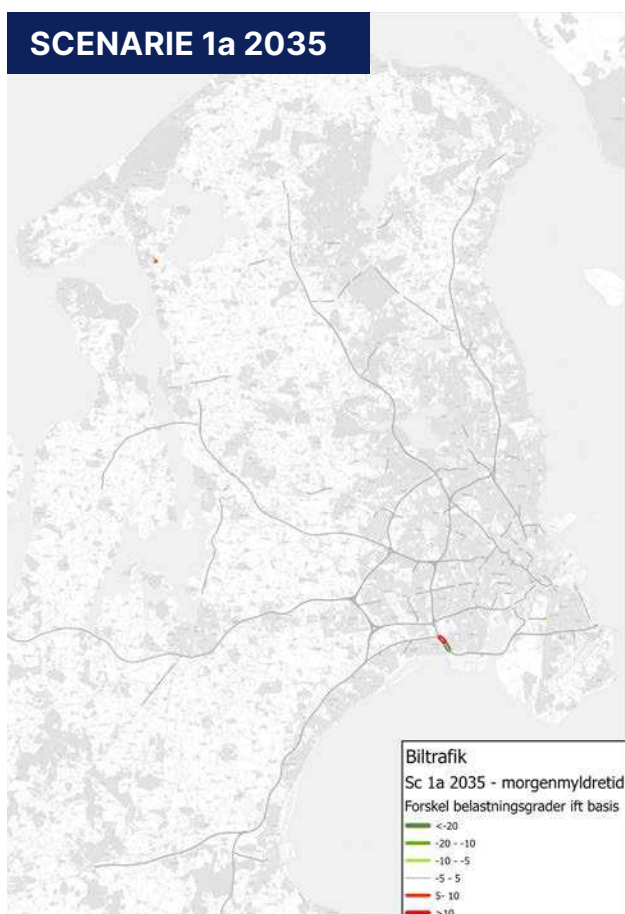 SCENARIE 1a 2035
Biltrafik
Sc 1a 2035 - morgenmyldretid
Forskel belastningsgrader ift basis
<-20
-20 - -10
-10 - -5
-5 - 5
5- 10
>10